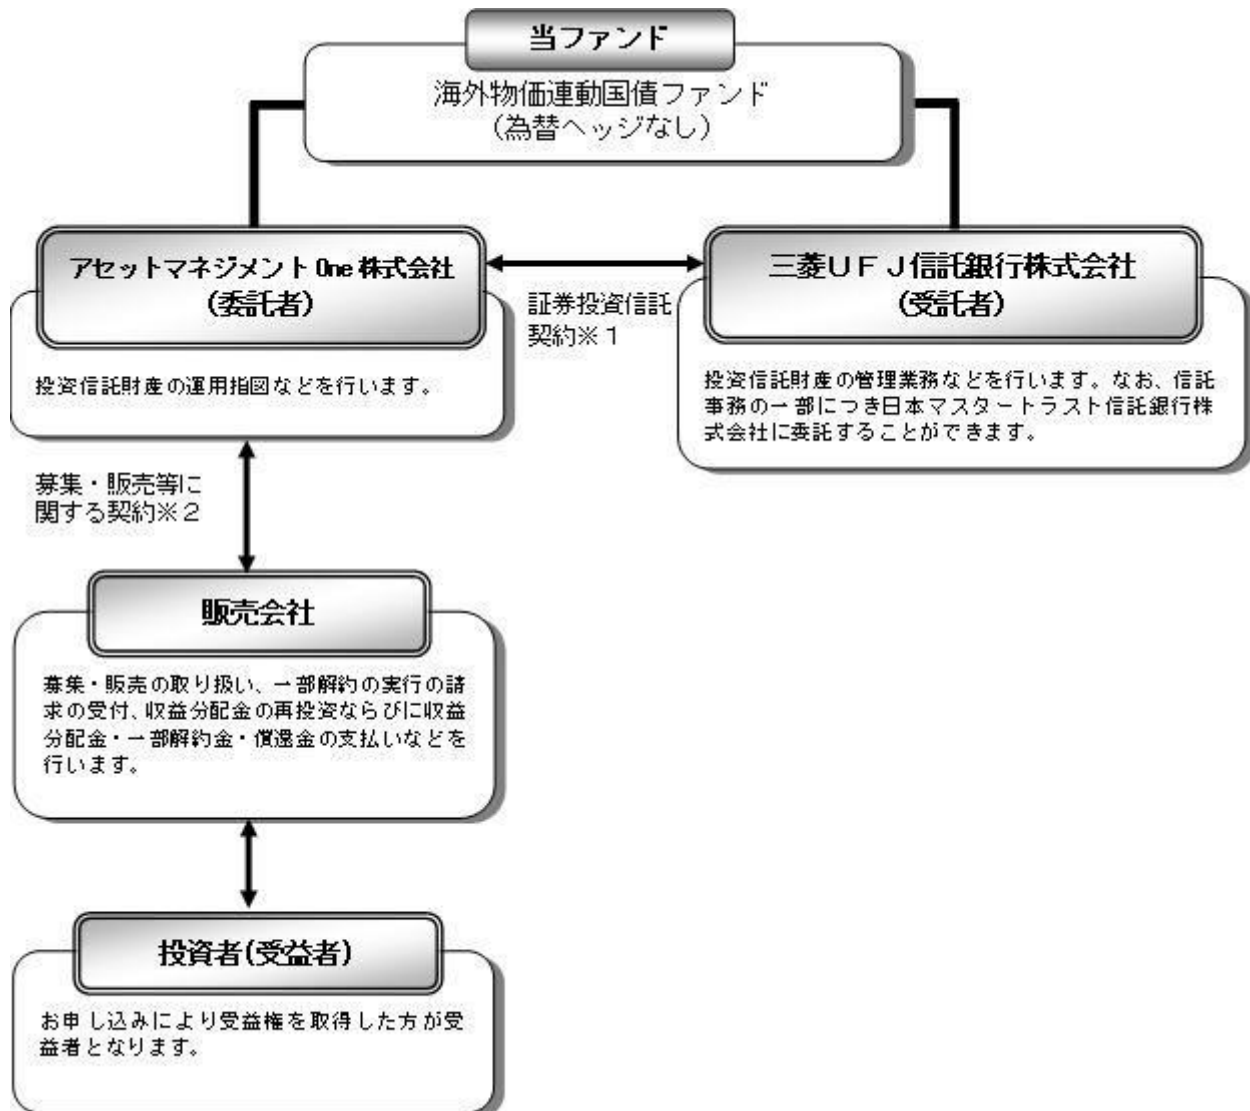 当ファンド
海外物価連動国債ファンド
(為替ヘッジなし)
アセットマネジメントOne株式会社
(委託者)
投資信託財産の運用指図などを行います。
証券投資信託
契約※1
三菱UFJ信託銀行株式会社
(受託者)
投資信託財産の管理業務などを行います。なお、信託
事務の一部につき日本マスタートラスト信託銀行株
式会社に委託することができます。
募集・販売等に
関する契約※2
販売会社
募集・販売の取り扱い、一部解約の実行の請
求の受付、収益分配金の再投資ならびに収益
分配金・一部解約金・償還金の支払いなどを
行います。
投資者(受益者)
お申し込みにより受益権を取得した方が受
益者となります。